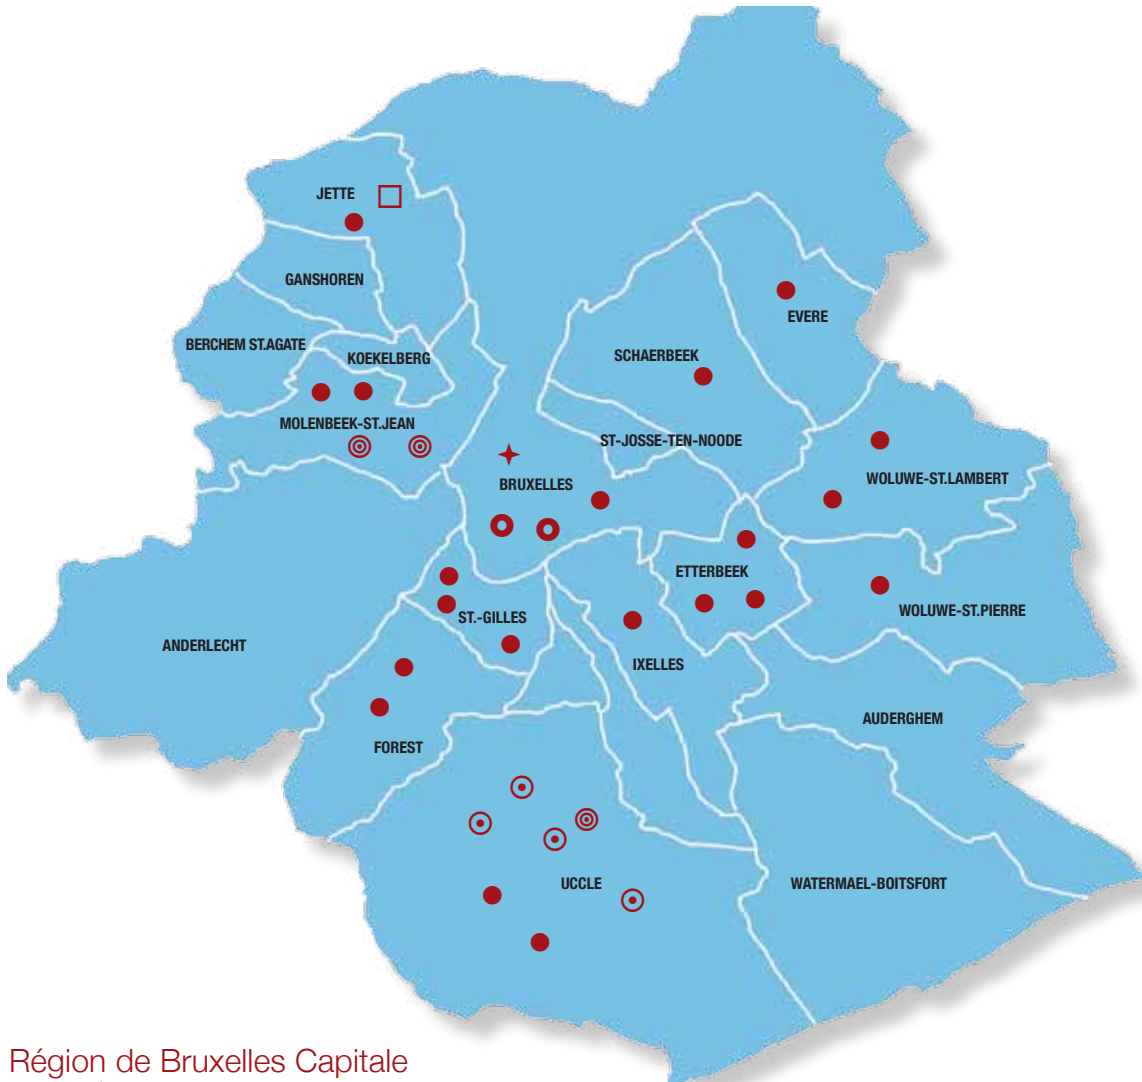 JETTE
GANSHOREN
EVERE
BERCHEM ST.AGATE
KOEKELBERG
SCHAERBEEK
MOLENBEEK-ST.JEAN
ST-JOSSE-TEN-NOODE
BRUXELLES
WOLUWE-ST.LAMBERT
ETTERBEEK
WOLUWE-ST.PIERRE
ST.-GILLES
ANDERLECHT
IXELLES
AUDERGHEM
FOREST
UCCLE
WATERMAEL-BOITSFORT
Région de Bruxelles Capitale